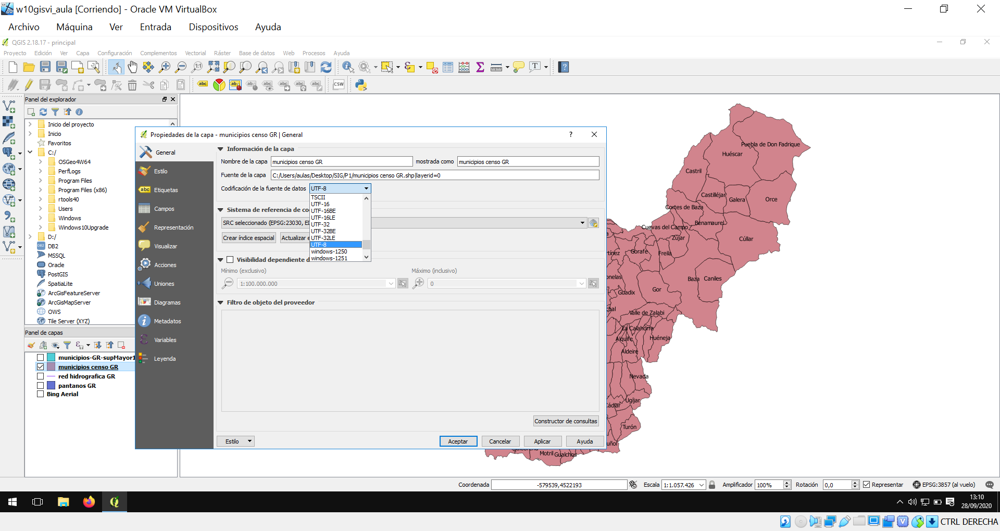 w10gisvi_aula [Corriendo] - Oracle VM VirtualBox
Archivo Máquina Ver Entrada Dispositivos Ayuda
QGIS 2.18.17 - principal
Proyecto Edición Ver Capa Configuración Complementos Vectorial Ráster Base de datos Web Procesos Ayuda
Panel del explorador
Inicio del proyecto
Inicio
Favoritos
C:/
OSGeo4W64
PerfLogs
Program Files
Program Files (x86)
rtools40
Users
Windows
Windows10Upgrade
D:/
DB2
MSSQL
Oracle
PostGIS
SpatiaLite
ArcGisFeatureServer
ArcGisMapServer
OWS
Tile Server (XYZ)
Panel de capas
municipios-GR-supMayor1
municipios censo GR
red hidrografica GR
pantanos GR
Bing Aerial
Propiedades de la capa - municipios censo GR | General
General
Estilo
Etiquetas
Campos
Representación
Visualizar
Acciones
Uniones
Diagramas
Metadatos
Variables
Leyenda
Información de la capa
Nombre de la capa municipios censo GR mostrada como municipios censo GR
Fuente de la capa C:/Users/aulas/Desktop/SIG/P1/municipios censo GR.shp|layerid=0
Codificación de la fuente de datos UTF-8
TSCII
UTF-16
UTF-16BE
UTF-16LE
UTF-32
UTF-32BE
UTF-32LE
UTF-8
windows-1250
windows-1251
Sistema de referencia de co
SRC seleccionado (EPSG:23030, ED
Crear índice espacial Actualizar e
Visibilidad dependiente d
Mínimo (exclusivo) Máximo (inclusivo)
1:100.000.000 0
Filtro de objeto del proveedor
Constructor de consultas
Estilo Aceptar Cancelar Aplicar Ayuda
Puebla de Don Fadrique
Huéscar
Castril
Castilléjar
Galera
Orce
Cortes de Baza
Benamaurel
Cuevas del Campo
Zújar
Cúllar
Gorafe
Freila
Baza
Caniles
Guadix
Gor
Valle de Zalabí
La Calahorra
Alquife
Huéneja
Aldeire
Nevada
Ugíjar
Cádiar
Turón
Motril
Gualchos
Coordenada -579539,4522193 Escala 1:1.057.426 Amplificador 100% Rotación 0,0 Representar EPSG:3857 (al vuelo)
13:10
28/09/2020
CTRL DERECHA